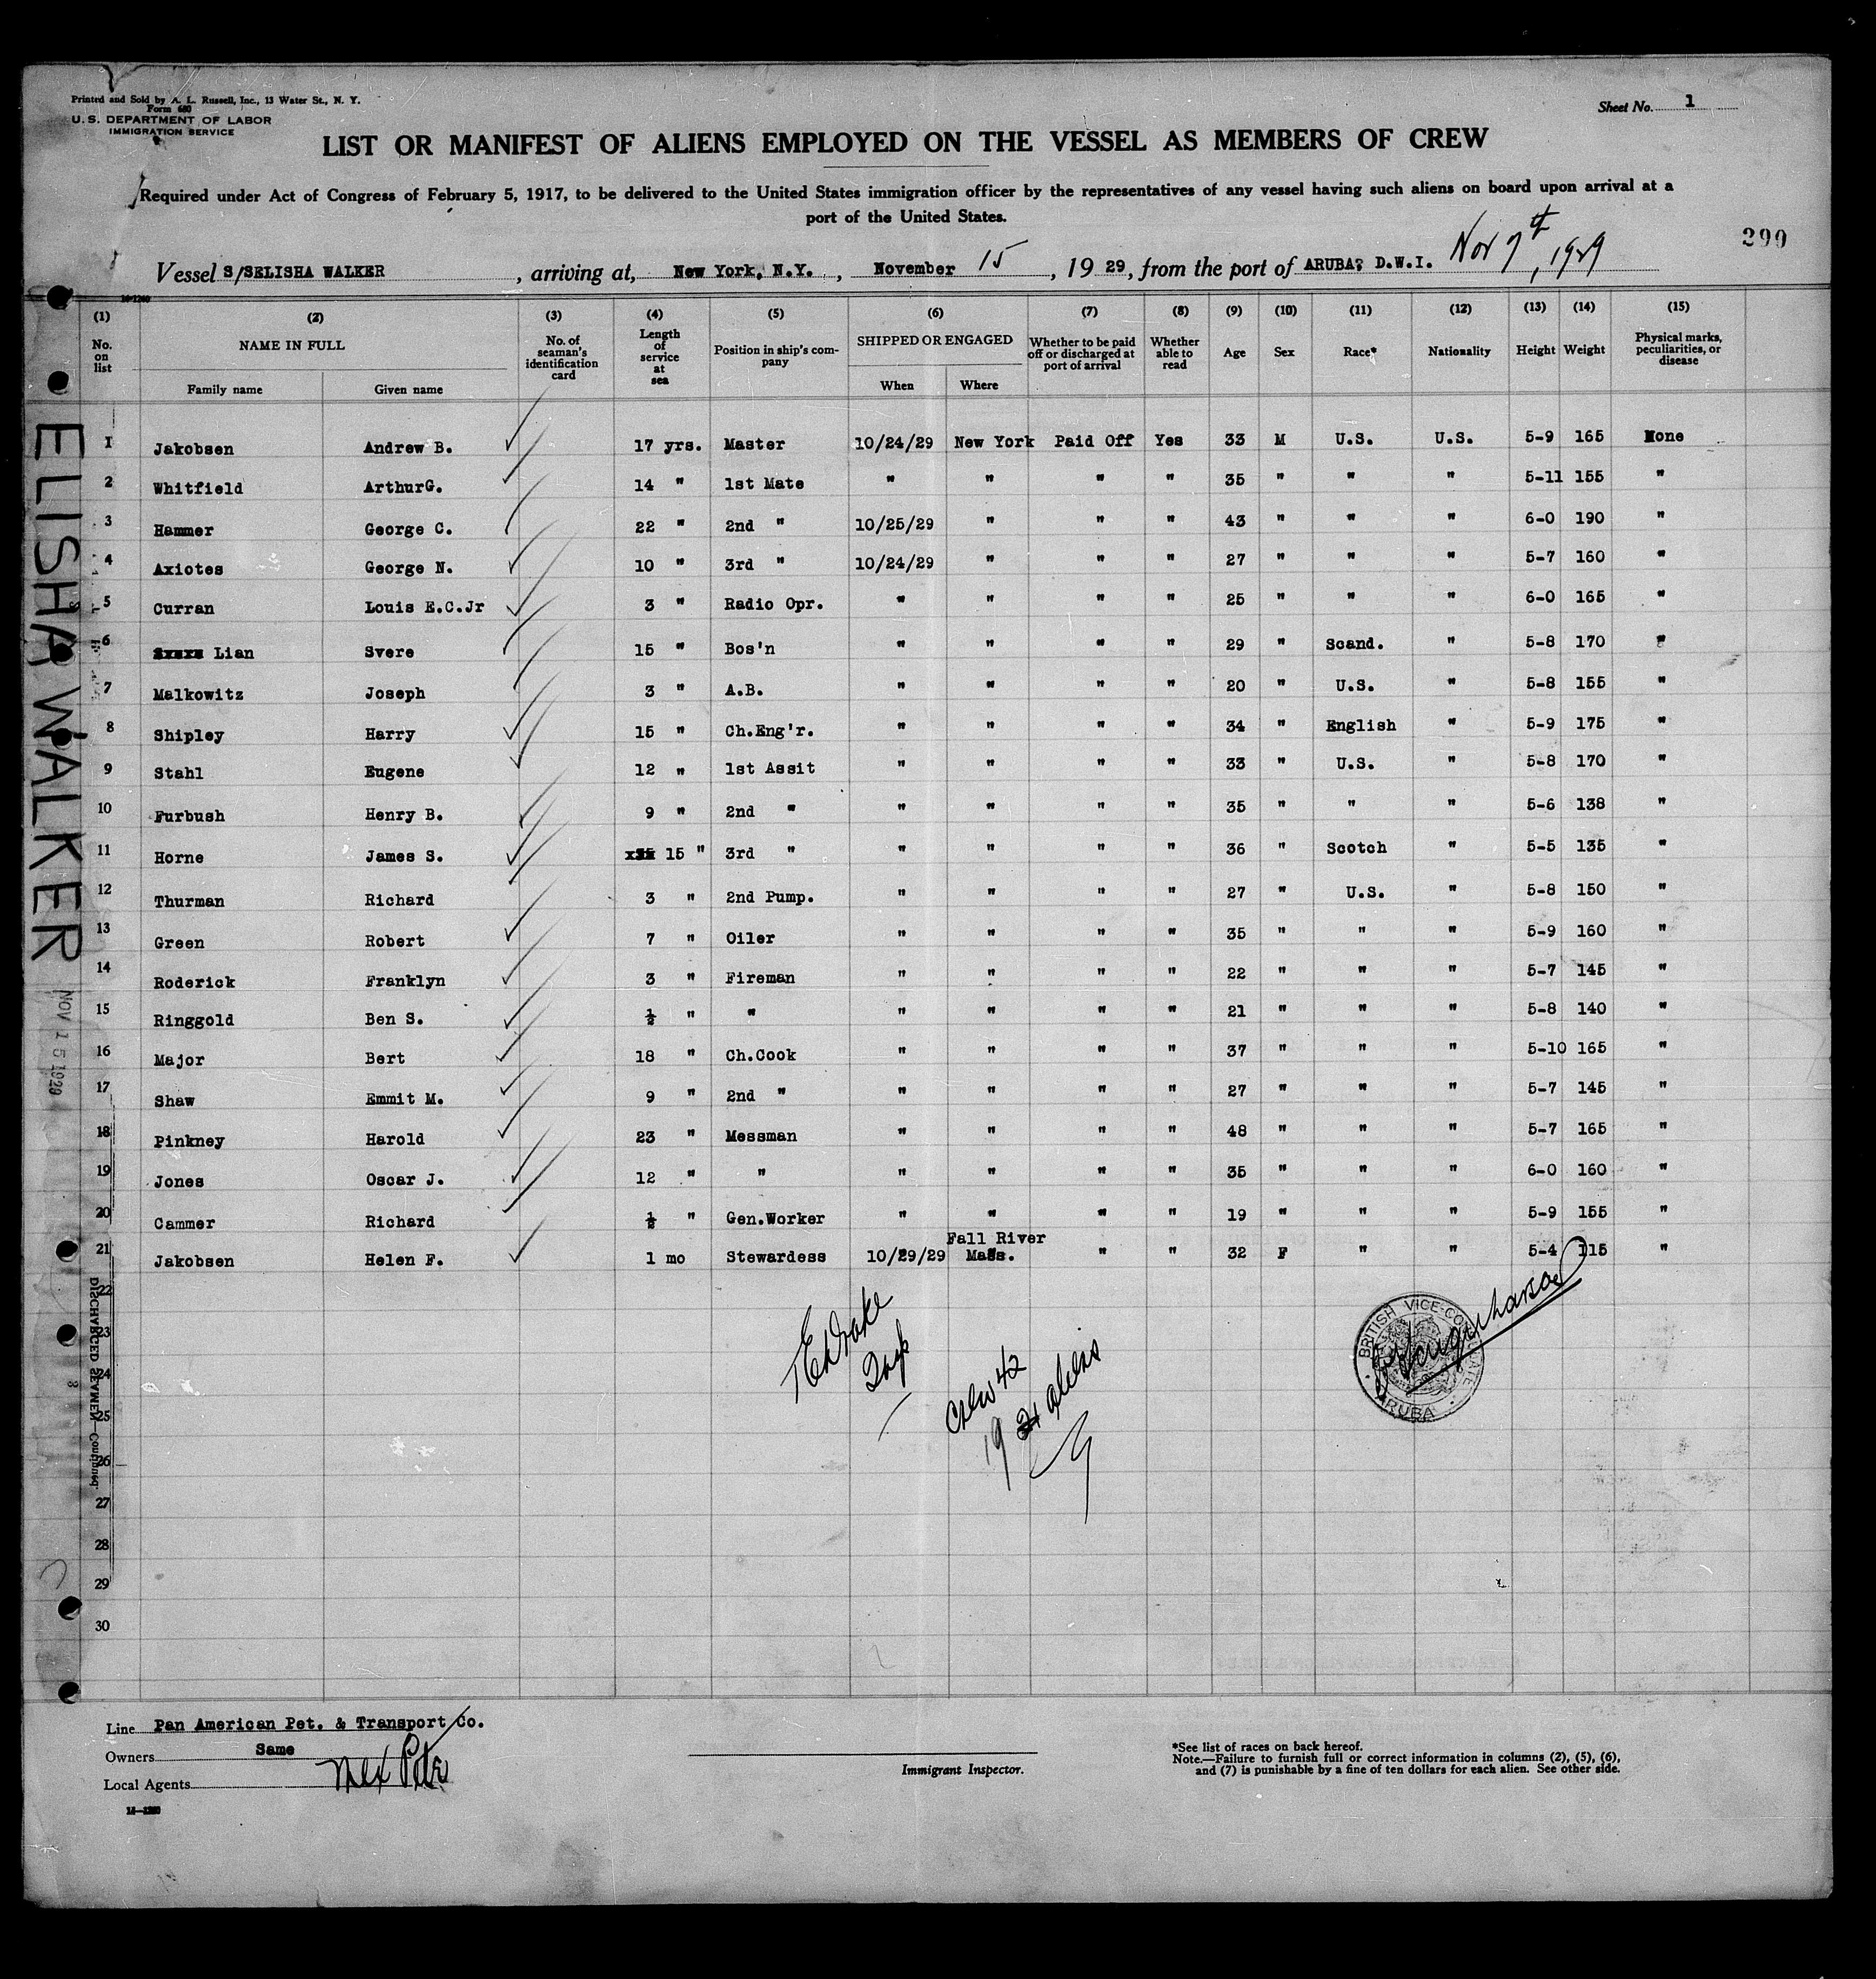 Printed and Sold by A. L. Russell, Inc., 13 Water St., N. Y.
Form 680
U. S. DEPARTMENT OF LABOR
IMMIGRATION SERVICE
Sheet No. 1
LIST OR MANIFEST OF ALIENS EMPLOYED ON THE VESSEL AS MEMBERS OF CREW
Required under Act of Congress of February 5, 1917, to be delivered to the United States immigration officer by the representatives of any vessel having such aliens on board upon arrival at a
port of the United States.
290
Vessel S/SELISHA WALKER, arriving at, New York, N.Y., November 15, 1929, from the port of ARUBA, D.W.I. Nov 7th, 1929
(1) (2) (3) (4) (5) (6) (7) (8) (9) (10) (11) (12) (13) (14) (15)
No. on list NAME IN FULL Family name Given name No. of seaman's identification card Length of service at sea Position in ship's company SHIPPED OR ENGAGED When Where Whether to be paid off or discharged at port of arrival Whether able to read Age Sex Race* Nationality Height Weight Physical marks, peculiarities, or disease
1 Jakobsen Andrew B. 17 yrs. Master 10/24/29 New York Paid Off Yes 33 M U.S. U.S. 5-9 165 None
2 Whitfield ArthurG. 14 " 1st Mate " " " " 35 " " " 5-11 155 "
3 Hammer George C. 22 " 2nd " 10/25/29 " " " 43 " " " 6-0 190 "
4 Axiotes George N. 10 " 3rd " 10/24/29 " " " 27 " " " 5-7 160 "
5 Curran Louis E.C.Jr 3 " Radio Opr. " " " " 25 " " " 6-0 165 "
6 Lian Svere 15 " Bos'n " " " " 29 " Scand. " 5-8 170 "
7 Malkowitz Joseph 3 " A.B. " " " " 20 " U.S. " 5-8 155 "
8 Shipley Harry 15 " Ch.Eng'r. " " " " 34 " English " 5-9 175 "
9 Stahl Eugene 12 " 1st Assit " " " " 33 " U.S. " 5-8 170 "
10 Furbush Henry B. 9 " 2nd " " " " " 35 " " " 5-6 138 "
11 Horne James S. 15 " 3rd " " " " " 36 " Scotch " 5-5 135 "
12 Thurman Richard 3 " 2nd Pump. " " " " 27 " U.S. " 5-8 150 "
13 Green Robert 7 " Oiler " " " " 35 " " " 5-9 160 "
14 Roderick Franklyn 3 " Fireman " " " " 22 " " " 5-7 145 "
15 Ringgold Ben S. ½ " " " " " " 21 " " " 5-8 140 "
16 Major Bert 18 " Ch.Cook " " " " 37 " " " 5-10 165 "
17 Shaw Emmit M. 9 " 2nd " " " " " 27 " " " 5-7 145 "
18 Pinkney Harold 23 " Messman " " " " 48 " " " 5-7 165 "
19 Jones Oscar J. 12 " " " " " " 35 " " " 6-0 160 "
20 Cammer Richard ½ " Gen.Worker " " " " 19 " " " 5-9 155 "
21 Jakobsen Helen F. 1 mo Stewardess 10/29/29 Fall River Mass. " " 32 F " " 5-4 115 "
22
23
24
25
26
27
28
29
30
ELISHA WALKER
NOV 15 1929
Crew 42
19 21 aliens
BRITISH VICE-CONSULATE
ARUBA
Line Pan American Pet. & Transport Co.
Owners Same
Local Agents Mex Pete
Immigrant Inspector.
*See list of races on back hereof.
Note.—Failure to furnish full or correct information in columns (2), (5), (6),
and (7) is punishable by a fine of ten dollars for each alien. See other side.